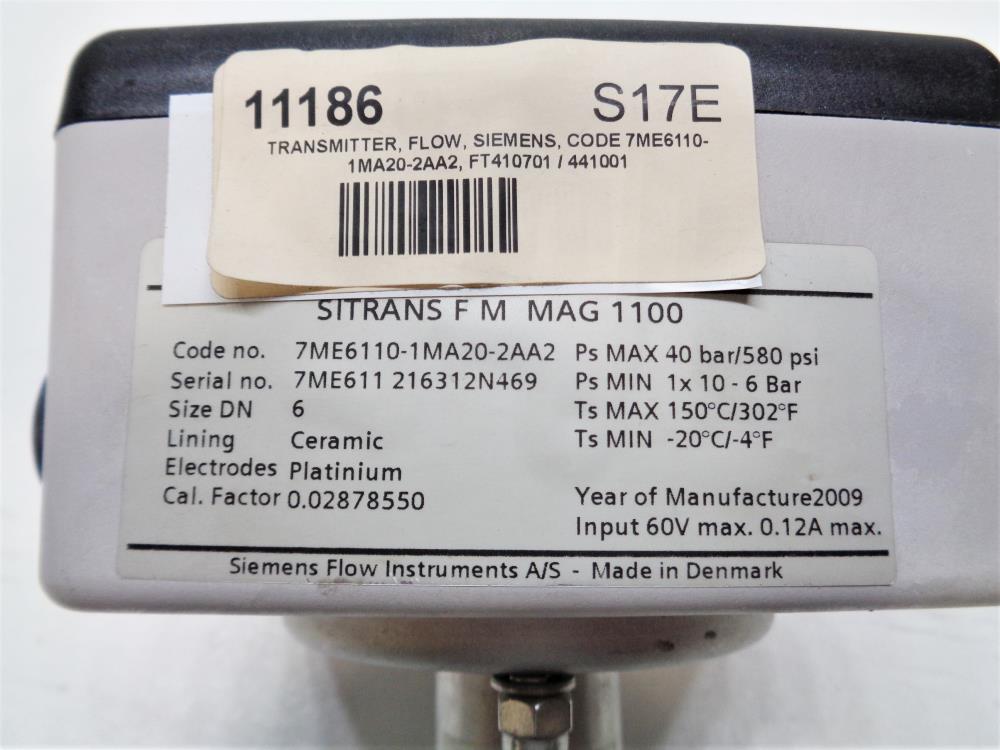 11186 S17E
TRANSMITTER, FLOW, SIEMENS, CODE 7ME6110-
1MA20-2AA2, FT410701 / 441001
SITRANS F M MAG 1100
Code no. 7ME6110-1MA20-2AA2 Ps MAX 40 bar/580 psi
Serial no. 7ME611 216312N469 Ps MIN 1x 10 - 6 Bar
Size DN 6 Ts MAX 150°C/302°F
Lining Ceramic Ts MIN -20°C/-4°F
Electrodes Platinium
Cal. Factor 0.02878550 Year of Manufacture2009
Input 60V max. 0.12A max.
Siemens Flow Instruments A/S - Made in Denmark